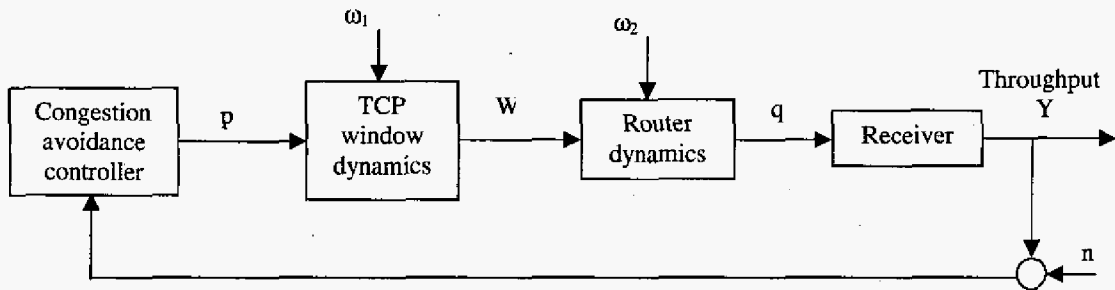 ω₁
ω₂
Congestion
avoidance
controller
p
TCP
window
dynamics
W
Router
dynamics
q
Receiver
Throughput
Y
n